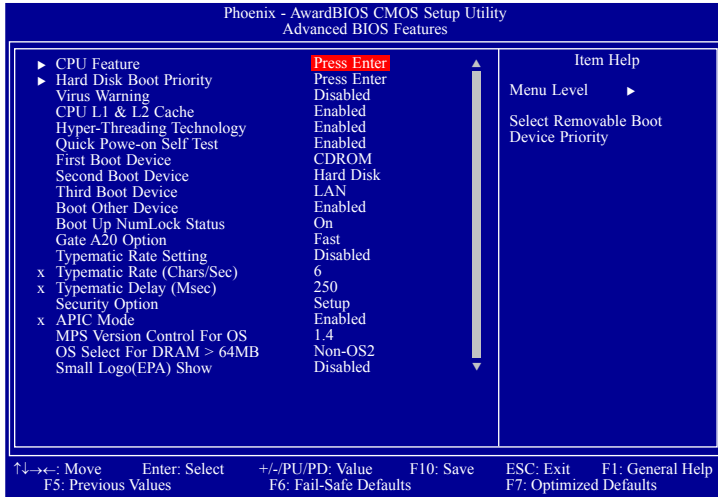 Phoenix - AwardBIOS CMOS Setup Utility
Advanced BIOS Features
► CPU Feature Press Enter
► Hard Disk Boot Priority Press Enter
Virus Warning Disabled
CPU L1 & L2 Cache Enabled
Hyper-Threading Technology Enabled
Quick Powe-on Self Test Enabled
First Boot Device CDROM
Second Boot Device Hard Disk
Third Boot Device LAN
Boot Other Device Enabled
Boot Up NumLock Status On
Gate A20 Option Fast
Typematic Rate Setting Disabled
x Typematic Rate (Chars/Sec) 6
x Typematic Delay (Msec) 250
Security Option Setup
x APIC Mode Enabled
MPS Version Control For OS 1.4
OS Select For DRAM > 64MB Non-OS2
Small Logo(EPA) Show Disabled
Item Help
Menu Level ►
Select Removable Boot
Device Priority
↑↓→←: Move Enter: Select +/-/PU/PD: Value F10: Save ESC: Exit F1: General Help
F5: Previous Values F6: Fail-Safe Defaults F7: Optimized Defaults